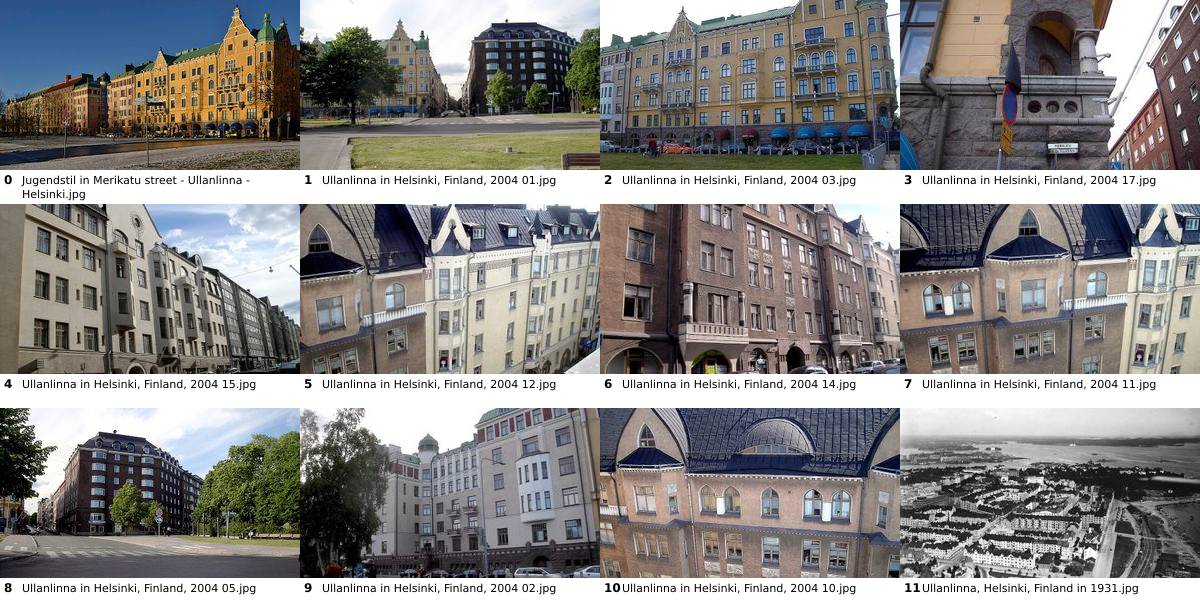 0 Jugendstil in Merikatu street - Ullanlinna -
Helsinki.jpg
1 Ullanlinna in Helsinki, Finland, 2004 01.jpg
2 Ullanlinna in Helsinki, Finland, 2004 03.jpg
3 Ullanlinna in Helsinki, Finland, 2004 17.jpg
4 Ullanlinna in Helsinki, Finland, 2004 15.jpg
5 Ullanlinna in Helsinki, Finland, 2004 12.jpg
6 Ullanlinna in Helsinki, Finland, 2004 14.jpg
7 Ullanlinna in Helsinki, Finland, 2004 11.jpg
8 Ullanlinna in Helsinki, Finland, 2004 05.jpg
9 Ullanlinna in Helsinki, Finland, 2004 02.jpg
10 Ullanlinna in Helsinki, Finland, 2004 10.jpg
11 Ullanlinna, Helsinki, Finland in 1931.jpg